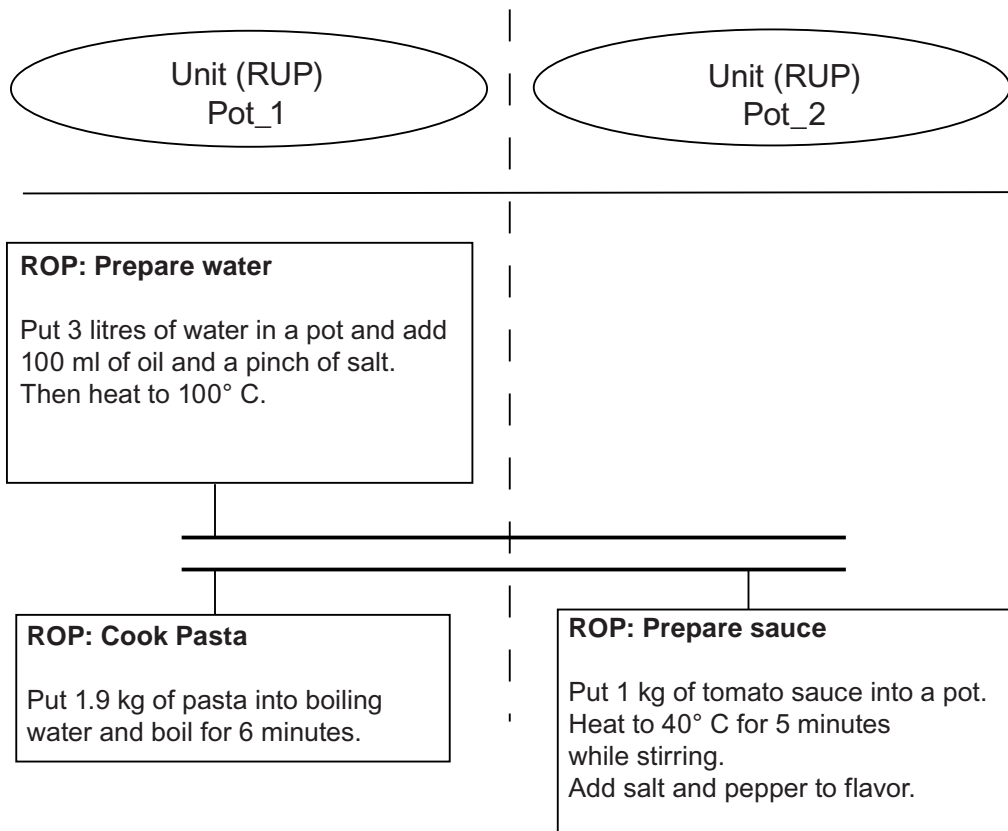 Unit (RUP)
Pot_1
Unit (RUP)
Pot_2
ROP: Prepare water
Put 3 litres of water in a pot and add
100 ml of oil and a pinch of salt.
Then heat to 100° C.
ROP: Cook Pasta
Put 1.9 kg of pasta into boiling
water and boil for 6 minutes.
ROP: Prepare sauce
Put 1 kg of tomato sauce into a pot.
Heat to 40° C for 5 minutes
while stirring.
Add salt and pepper to flavor.